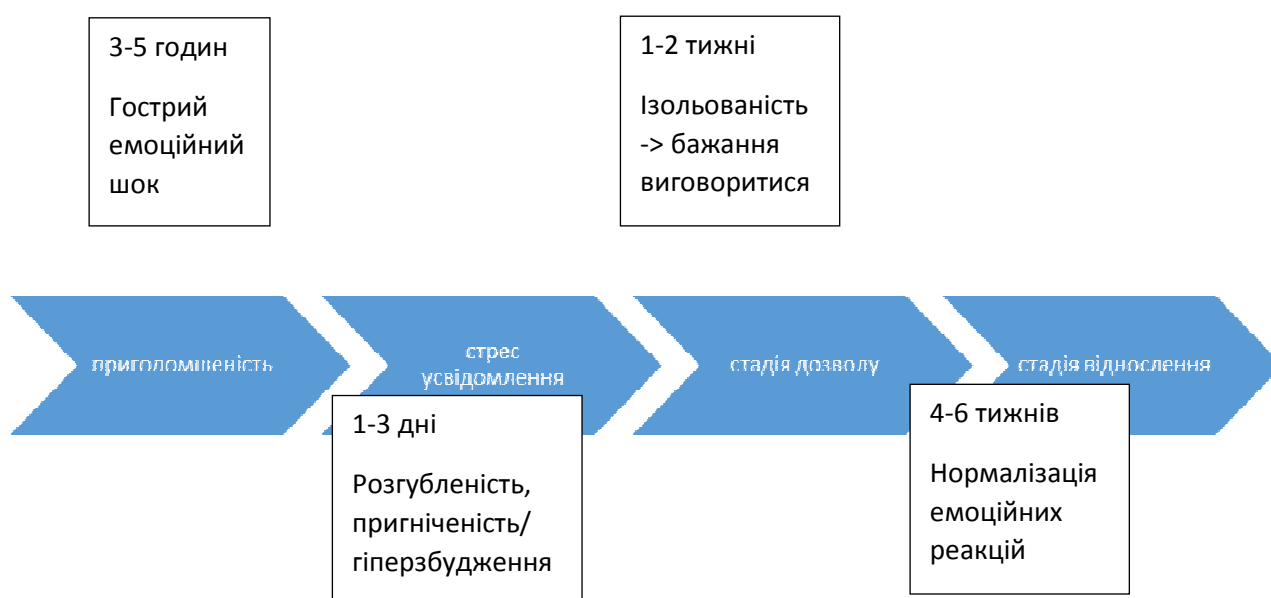 3-5 годин
Гострий
емоційний
шок
1-2 тижні
Ізольованість
-> бажання
виговоритися
приголомшеність
стрес
усвідомлення
стадія дозволу
стадія віднослення
1-3 дні
Розгубленість,
пригніченість/
гіперзбудження
4-6 тижнів
Нормалізація
емоційних
реакцій